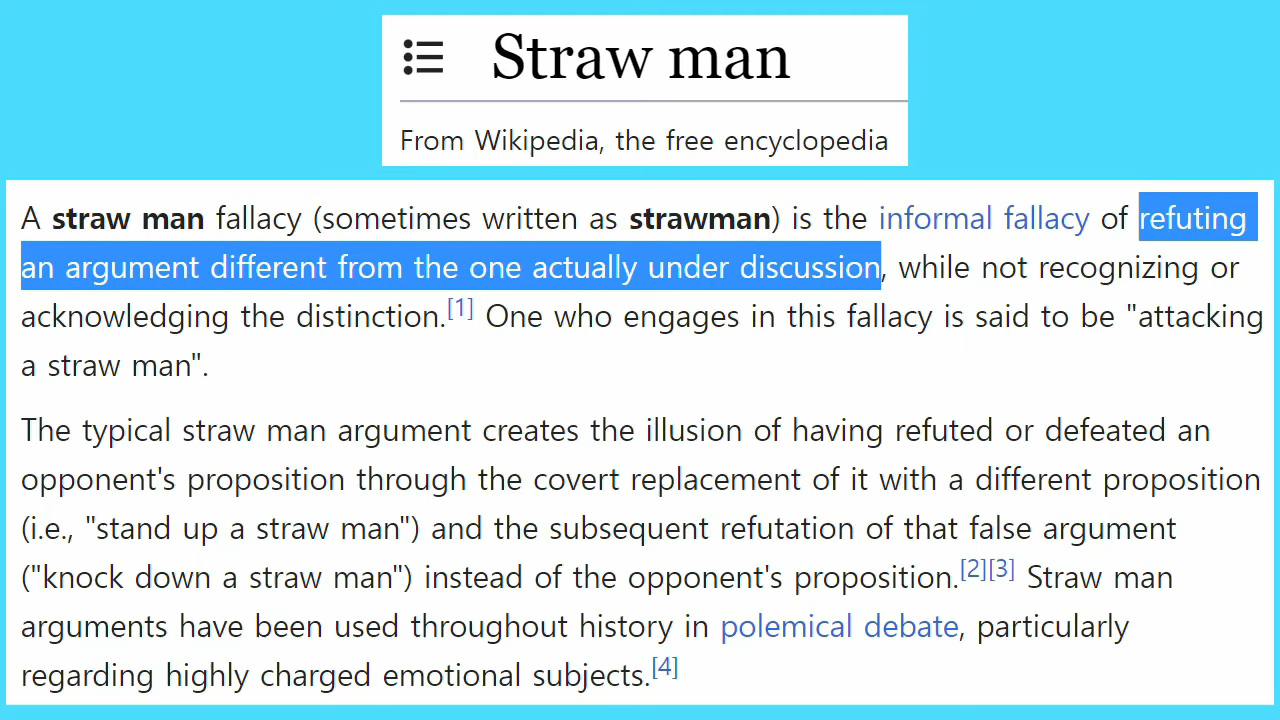 Straw man
From Wikipedia, the free encyclopedia
A straw man fallacy (sometimes written as strawman) is the informal fallacy of refuting
an argument different from the one actually under discussion, while not recognizing or
acknowledging the distinction.[1] One who engages in this fallacy is said to be "attacking
a straw man".
The typical straw man argument creates the illusion of having refuted or defeated an
opponent's proposition through the covert replacement of it with a different proposition
(i.e., "stand up a straw man") and the subsequent refutation of that false argument
("knock down a straw man") instead of the opponent's proposition.[2][3] Straw man
arguments have been used throughout history in polemical debate, particularly
regarding highly charged emotional subjects.[4]